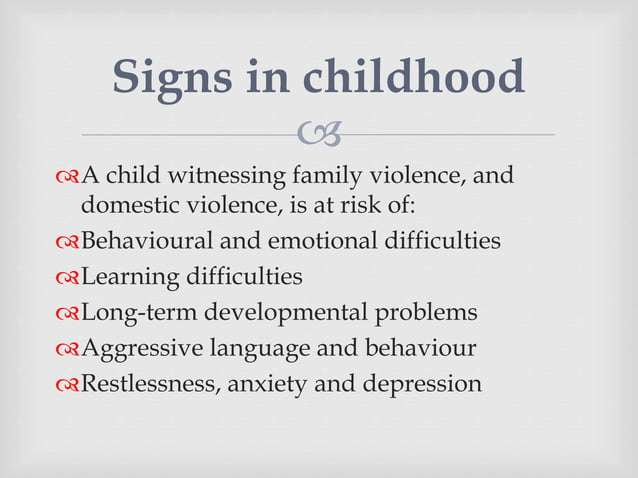 Signs in childhood
A child witnessing family violence, and
domestic violence, is at risk of:
Behavioural and emotional difficulties
Learning difficulties
Long-term developmental problems
Aggressive language and behaviour
Restlessness, anxiety and depression